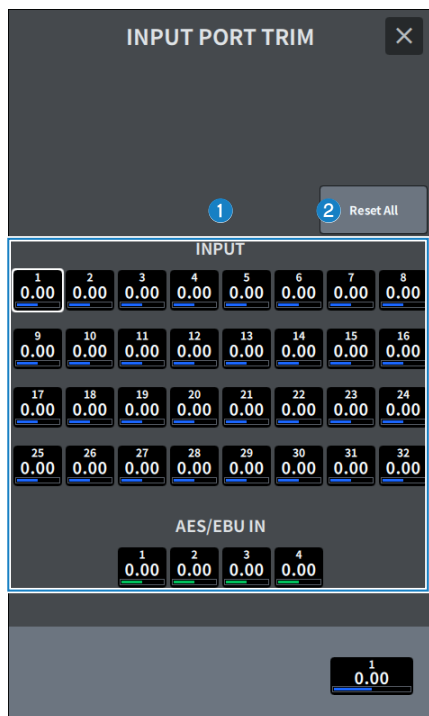 INPUT PORT TRIM
1
2 Reset All
INPUT
1 2 3 4 5 6 7 8
0.00 0.00 0.00 0.00 0.00 0.00 0.00 0.00
9 10 11 12 13 14 15 16
0.00 0.00 0.00 0.00 0.00 0.00 0.00 0.00
17 18 19 20 21 22 23 24
0.00 0.00 0.00 0.00 0.00 0.00 0.00 0.00
25 26 27 28 29 30 31 32
0.00 0.00 0.00 0.00 0.00 0.00 0.00 0.00
AES/EBU IN
1 2 3 4
0.00 0.00 0.00 0.00
1
0.00